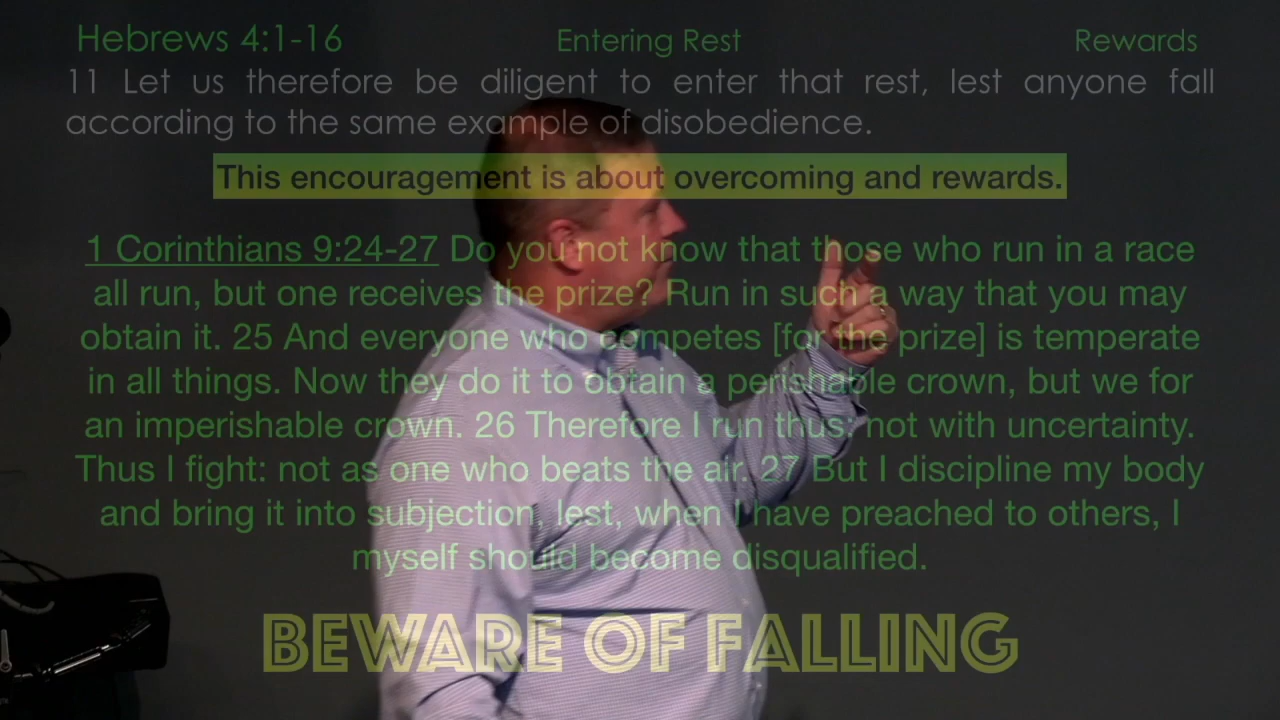 Hebrews 4:1-16 Entering Rest Rewards
11 Let us therefore be diligent to enter that rest, lest anyone fall
according to the same example of disobedience.
This encouragement is about overcoming and rewards.
1 Corinthians 9:24-27 Do you not know that those who run in a race
all run, but one receives the prize? Run in such a way that you may
obtain it. 25 And everyone who competes [for the prize] is temperate
in all things. Now they do it to obtain a perishable crown, but we for
an imperishable crown. 26 Therefore I run thus: not with uncertainty.
Thus I fight: not as one who beats the air. 27 But I discipline my body
and bring it into subjection, lest, when I have preached to others, I
myself should become disqualified.
BEWARE OF FALLING